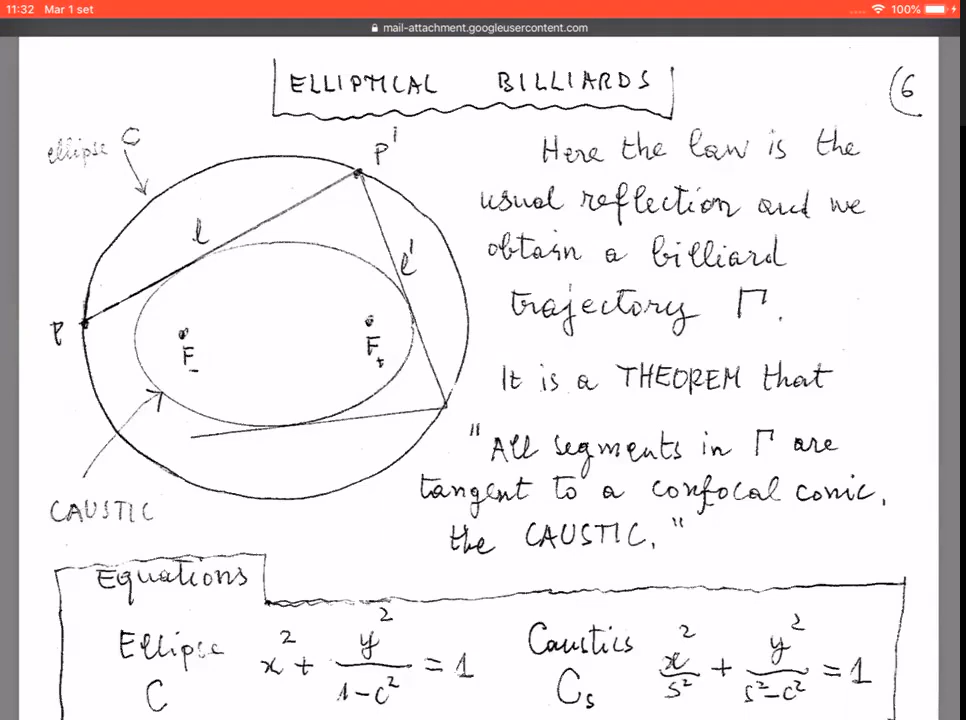 11:32 Mar 1 set
100%
mail-attachment.googleusercontent.com
ELLIPTICAL BILLIARDS
(6
ellipse C
P'
Here the law is the
usual reflection and we
obtain a billiard
trajectory Γ.
l
l'
P
F_
F+
It is a THEOREM that
"All segments in Γ are
tangent to a confocal conic,
the CAUSTIC."
CAUSTIC
Equations
Ellipse C x² + y²/(1-c²) = 1
Caustics Cs x²/s² + y²/(s²-c²) = 1